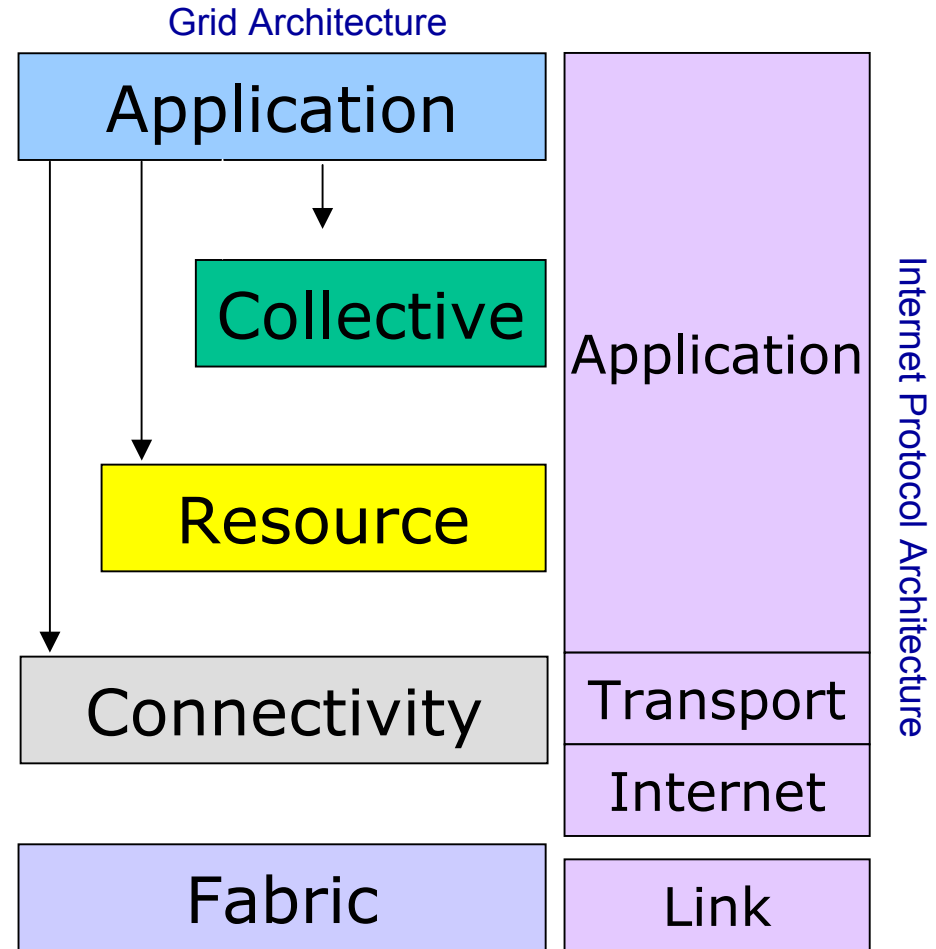 Grid Architecture
Application
Collective
Resource
Connectivity
Fabric
Application
Transport
Internet
Link
Internet Protocol Architecture